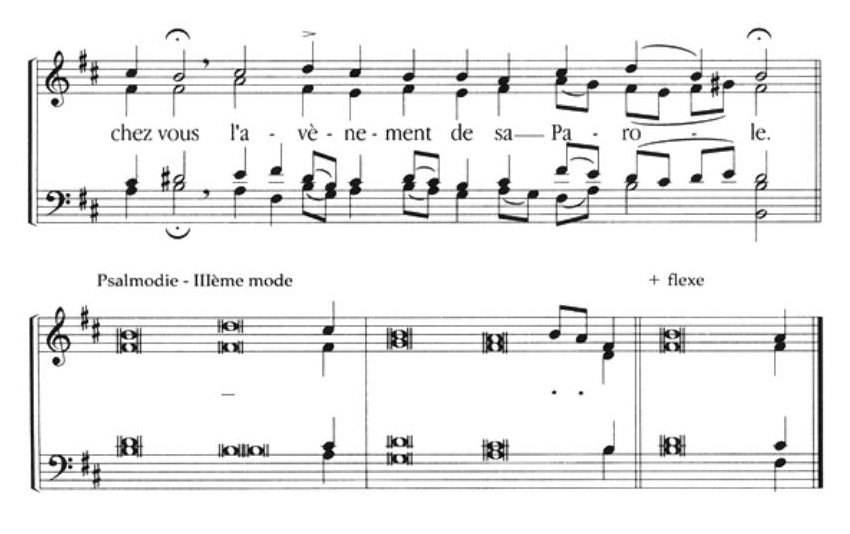 chez vous l'a - vè - ne - ment de sa— Pa - ro - le.
Psalmodie - IIIème mode + flexe